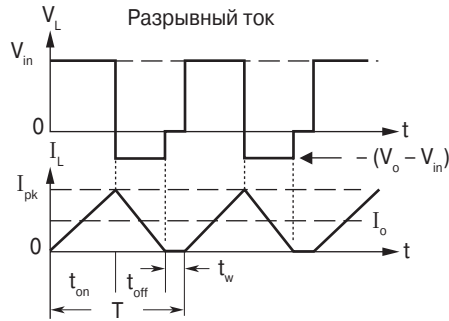 Разрывный ток
V_L
V_in
0
t
– (V_o – V_in)
I_L
I_pk
I_o
0
t
t_on
t_off
t_w
T